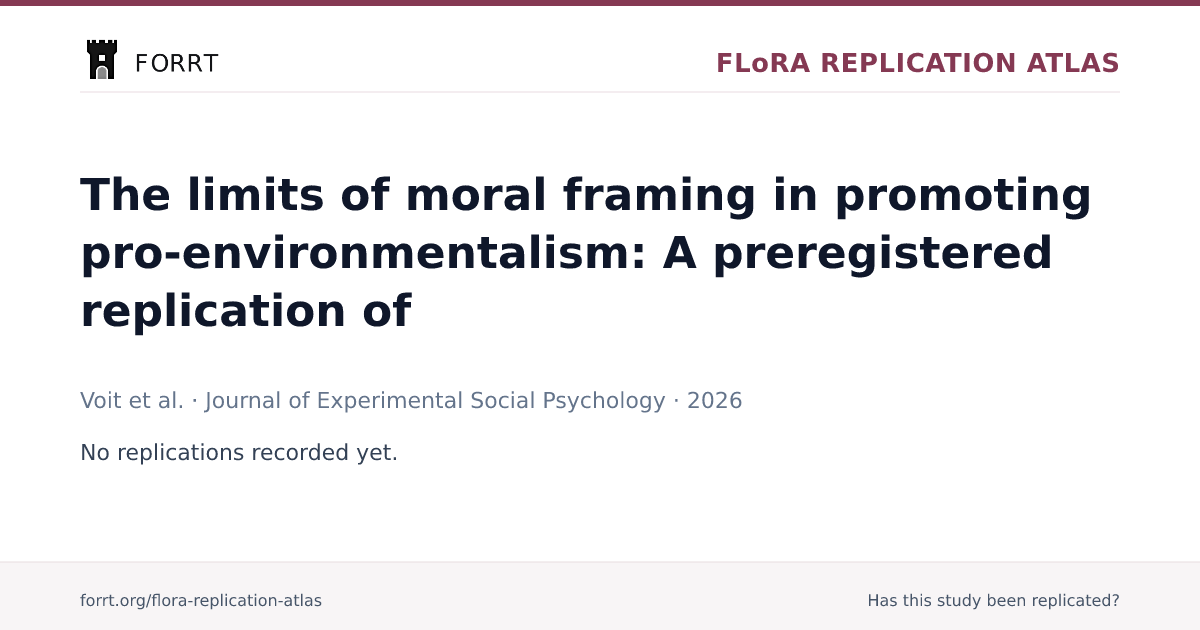 FORRT
FLoRA REPLICATION ATLAS
The limits of moral framing in promoting
pro-environmentalism: A preregistered
replication of
Voit et al. · Journal of Experimental Social Psychology · 2026
No replications recorded yet.
forrt.org/flora-replication-atlas
Has this study been replicated?